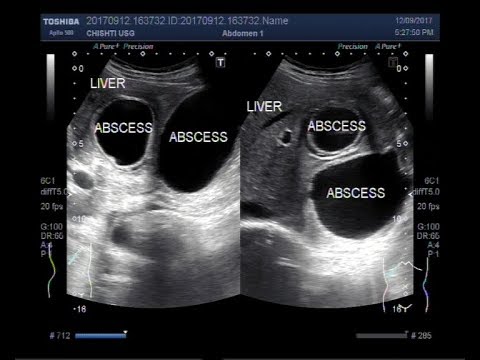 TOSHIBA 20170912.163732.ID:20170912.163732.Name 12/09/2017
Aplio 500 CHISHTI USG Abdomen 1 5:27:50 PM
A Pure+ Precision Precision A Pure+
T T
0 0
LIVER LIVER
ABSCESS ABSCESS ABSCESS
5 5
ABSCESS
6C1 6C1
diffT5.0 diffT5.0
20 fps 20 fps
10 10
G:100 G:100
DR:65 DR:65
A:4 A:4
P:1 P:1
16 16
# 712 # 285